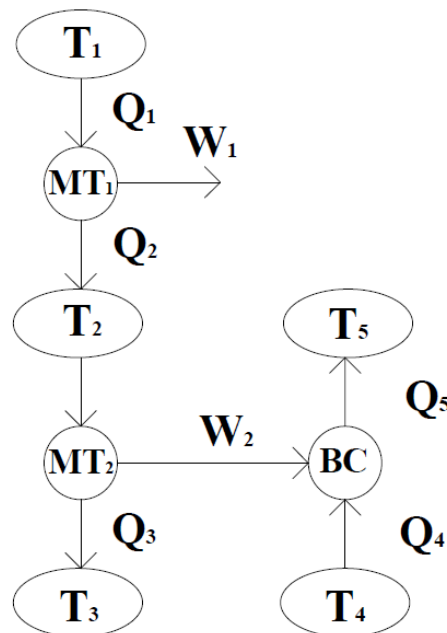 T₁
Q₁
W₁
MT₁
Q₂
T₂
T₅
Q₅
W₂
MT₂
BC
Q₃
Q₄
T₃
T₄